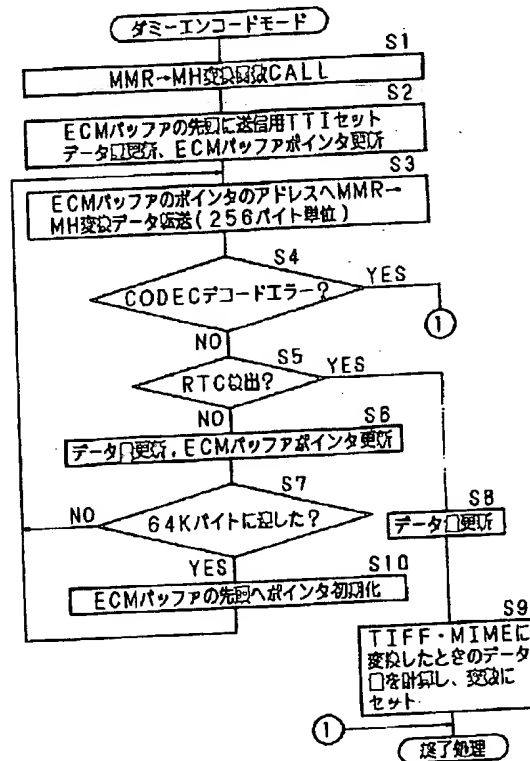 ダミーエンコードモード
S1
MMR→MH変換関数CALL
S2
ECMバッファの先頭に送信用TTIセット
データ量更新、ECMバッファポインタ更新
S3
ECMバッファのポインタのアドレスへMMR→
MH変換データ転送(256バイト単位)
S4
CODECデコードエラー?
YES
①
NO
S5
RTC検出?
YES
NO
S6
データ量更新,ECMバッファポインタ更新
S7
64Kバイトに達した?
NO
YES
S8
データ量更新
S10
ECMバッファの先頭へポインタ初期化
S9
TIFF・MIMEに
変換したときのデータ
量を計算し、変数に
セット
①
終了処理